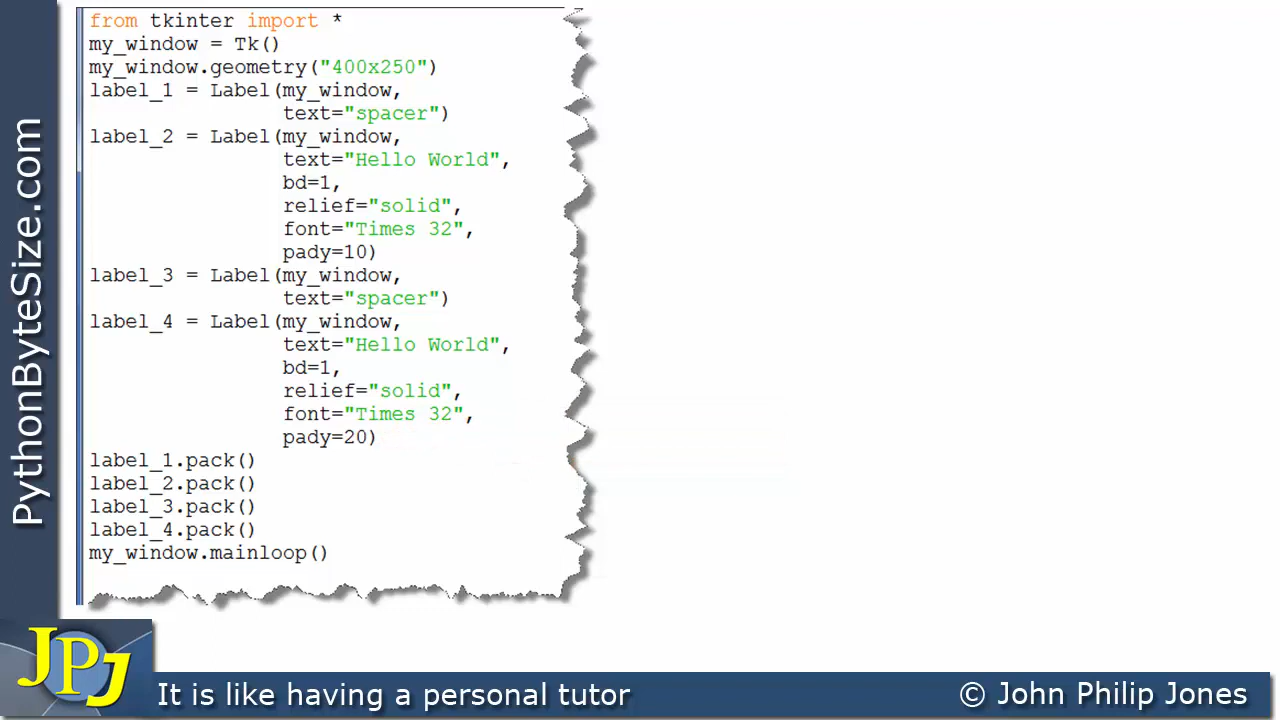 from tkinter import *
my_window = Tk()
my_window.geometry("400x250")
label_1 = Label(my_window,
text="spacer")
label_2 = Label(my_window,
text="Hello World",
bd=1,
relief="solid",
font="Times 32",
pady=10)
label_3 = Label(my_window,
text="spacer")
label_4 = Label(my_window,
text="Hello World",
bd=1,
relief="solid",
font="Times 32",
pady=20)
label_1.pack()
label_2.pack()
label_3.pack()
label_4.pack()
my_window.mainloop()
PythonByteSize.com
JPJ
It is like having a personal tutor
© John Philip Jones